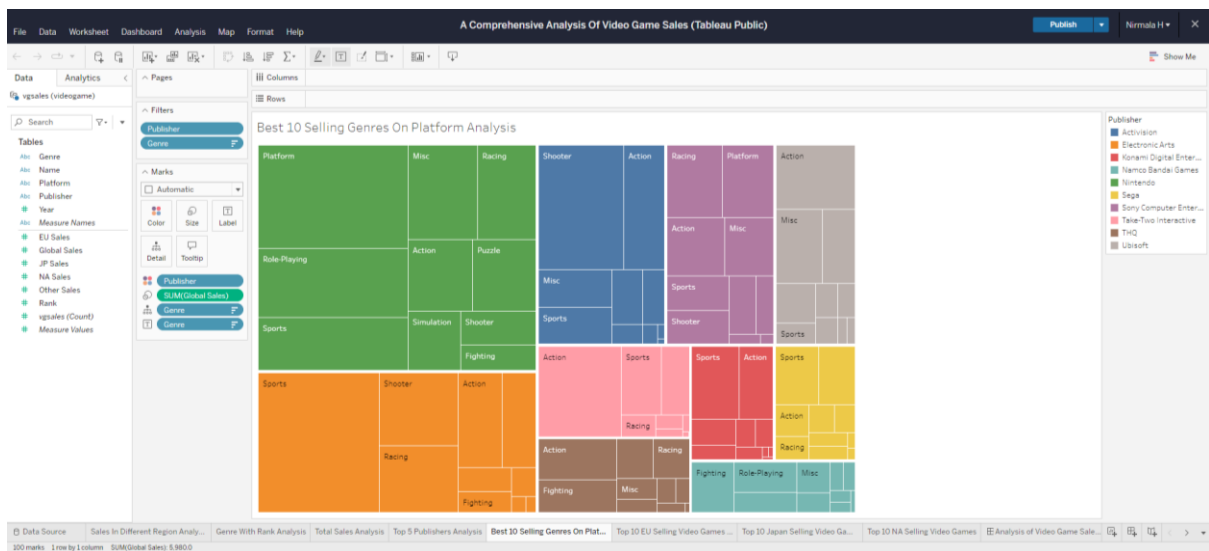 A Comprehensive Analysis Of Video Game Sales (Tableau Public)
Publish
Nirmala H
File Data Worksheet Dashboard Analysis Map Format Help
Show Me
Data Analytics
vgsales (videogame)
Search
Tables
Abc Genre
Abc Name
Abc Platform
Abc Publisher
# Year
Abc Measure Names
# EU Sales
# Global Sales
# JP Sales
# NA Sales
# Other Sales
# Rank
# vgsales (Count)
# Measure Values
Pages
Filters
Publisher
Genre
Marks
Automatic
Color Size Label
Detail Tooltip
Publisher
SUM(Global Sales)
Genre
Genre
Columns
Rows
Best 10 Selling Genres On Platform Analysis
Platform Misc Racing
Role-Playing Action Puzzle
Sports Simulation Shooter
Fighting
Shooter Action
Misc
Sports
Racing Platform
Action Misc
Sports
Shooter
Action
Misc
Sports
Sports Shooter Action
Racing
Fighting
Action Sports
Racing
Sports Action
Sports
Action
Racing
Action Racing
Fighting Misc
Fighting Role-Playing Misc
Publisher
Activision
Electronic Arts
Konami Digital Enter...
Namco Bandai Games
Nintendo
Sega
Sony Computer Enter...
Take-Two Interactive
THQ
Ubisoft
Data Source Sales In Different Region Analy... Genre With Rank Analysis Total Sales Analysis Top 5 Publishers Analysis Best 10 Selling Genres On Plat... Top 10 EU Selling Video Games ... Top 10 Japan Selling Video Ga... Top 10 NA Selling Video Games Analysis of Video Game Sale...
100 marks 1 row by 1 column SUM(Global Sales): 5,980.0